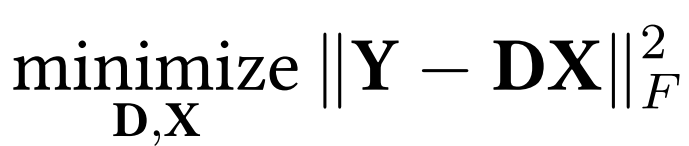 minimize ‖Y − DX‖²_F
D,X